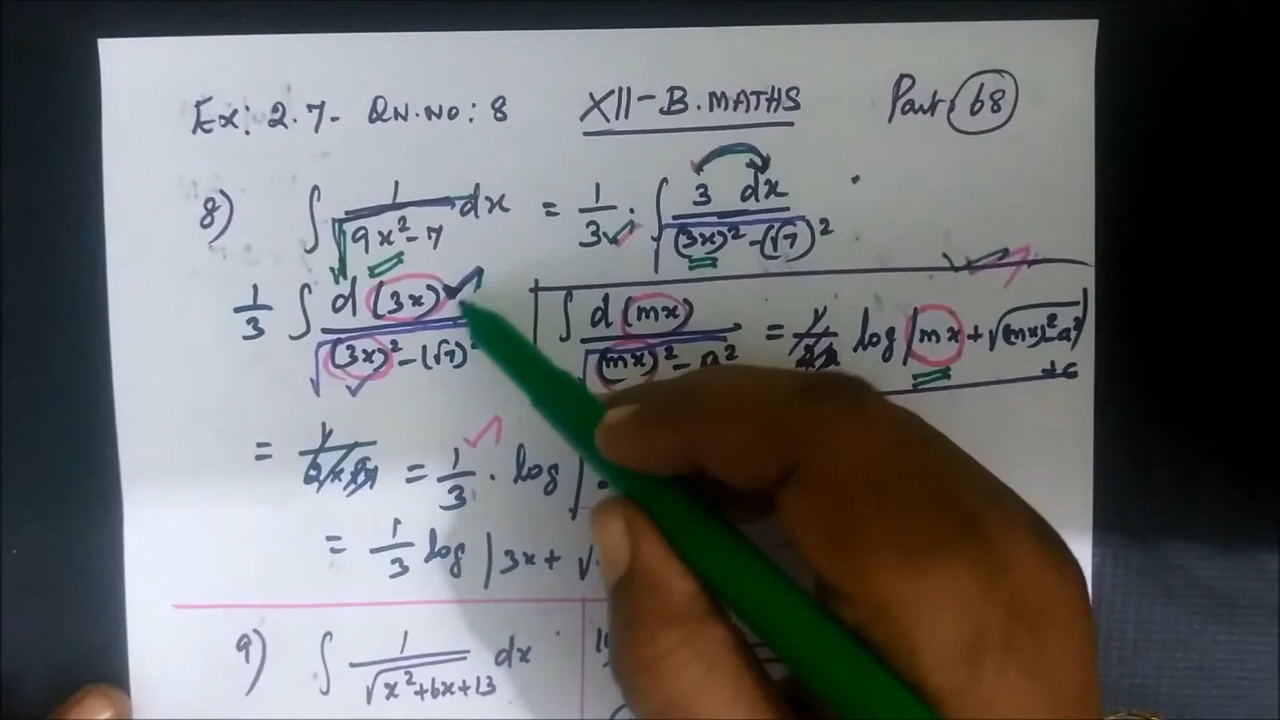 Ex: 2.7- QN.NO: 8 XII-B.MATHS Part 68
8) ∫ 1/√(9x²-7) dx = 1/3 . ∫ 3 dx/√((3x)²-(√7)²)
1/3 ∫ d(3x)/√((3x)²-(√7)²)
∫ d(mx)/√((mx)²-a²) = log|mx+√((mx)²-a²)| +c
= = 1/3 . log|
= 1/3 log|3x+√
9) ∫ 1/√(x²+6x+13) dx